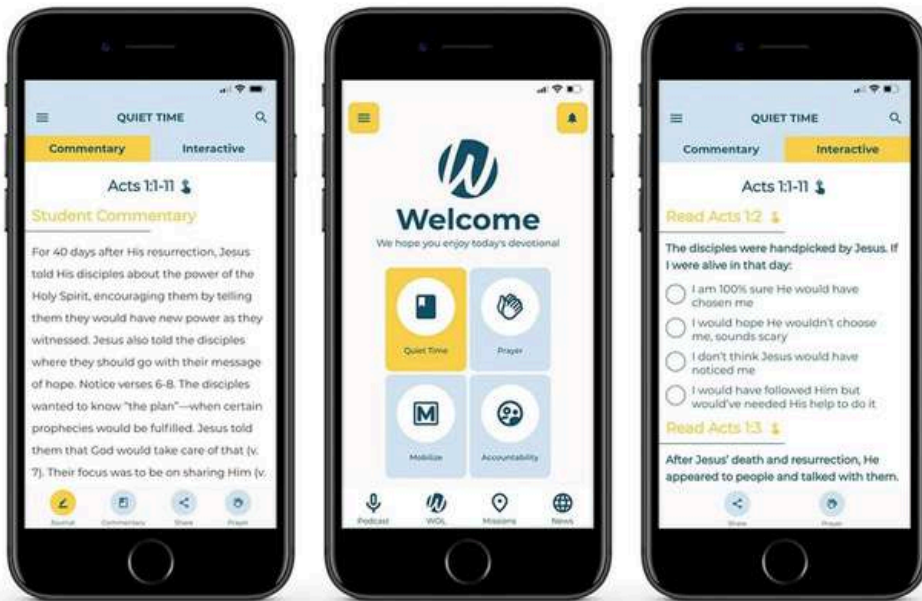 QUIET TIME
Commentary
Interactive
Acts 1:1-11
Student Commentary
For 40 days after His resurrection, Jesus
told His disciples about the power of the
Holy Spirit, encouraging them by telling
them they would have new power as they
witnessed. Jesus also told the disciples
where they should go with their message
of hope. Notice verses 6-8. The disciples
wanted to know "the plan"—when certain
prophecies would be fulfilled. Jesus told
them that God would take care of that (v.
7). Their focus was to be on sharing Him (v.
Journal
Commentary
Share
Prayer
W
Welcome
We hope you enjoy today's devotional
Quiet Time
Prayer
M
Mobilize
Accountability
Podcast
WOL
Missions
News
QUIET TIME
Commentary
Interactive
Acts 1:1-11
Read Acts 1:2
The disciples were handpicked by Jesus. If
I were alive in that day:
I am 100% sure He would have
chosen me
I would hope He wouldn't choose
me, sounds scary
I don't think Jesus would have
noticed me
I would have followed Him but
would've needed His help to do it
Read Acts 1:3
After Jesus' death and resurrection, He
appeared to people and talked with them.
Share
Prayer